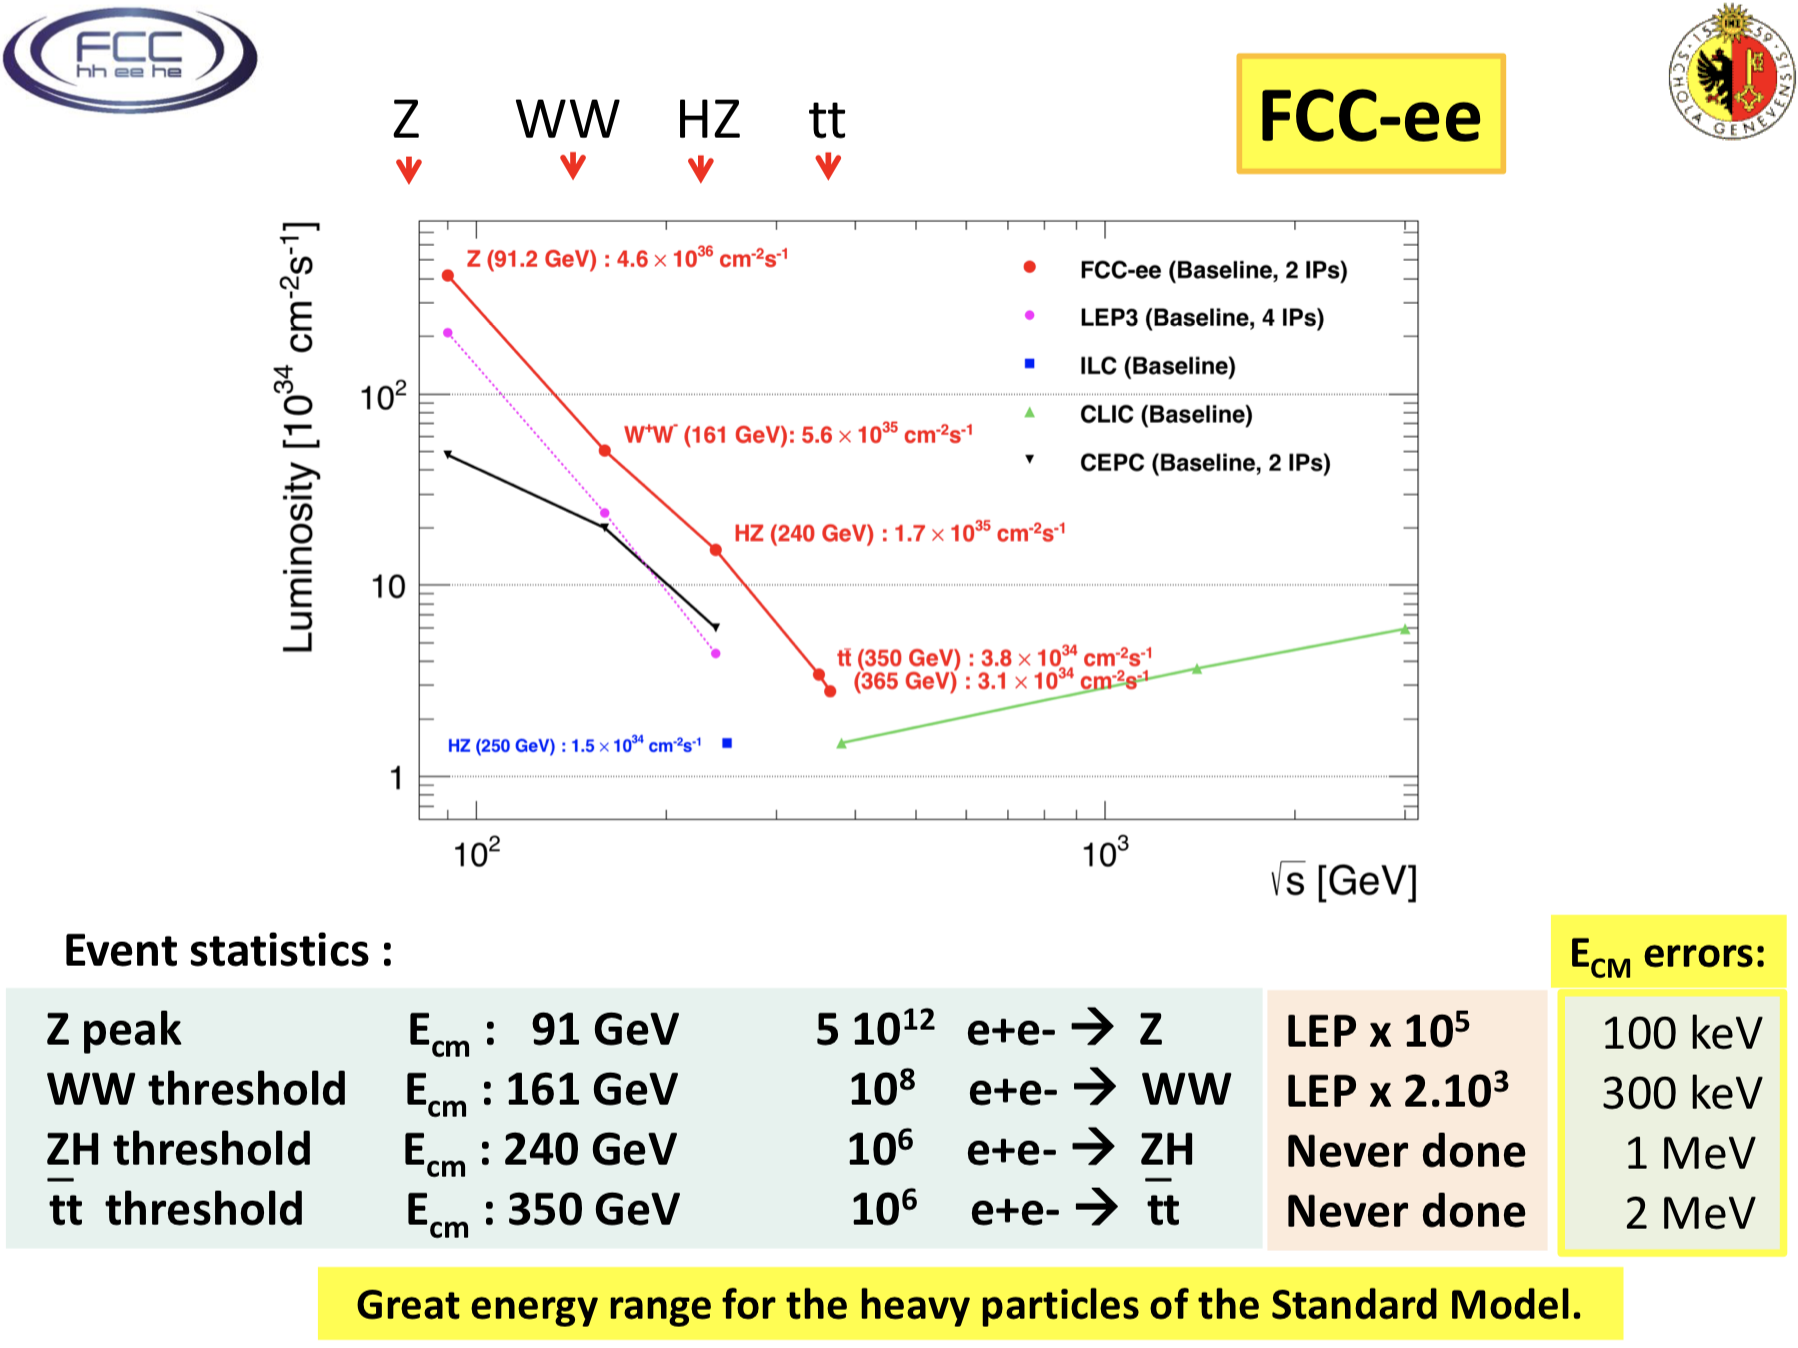 FCC
hh ee he
Z WW HZ tt
FCC-ee
SCHOLA GENEVENSIS 1559
Luminosity [10³⁴ cm⁻²s⁻¹]
Z (91.2 GeV) : 4.6 × 10³⁶ cm⁻²s⁻¹
W⁺W⁻ (161 GeV): 5.6 × 10³⁵ cm⁻²s⁻¹
HZ (240 GeV) : 1.7 × 10³⁵ cm⁻²s⁻¹
tt̄ (350 GeV) : 3.8 × 10³⁴ cm⁻²s⁻¹
(365 GeV) : 3.1 × 10³⁴ cm⁻²s⁻¹
HZ (250 GeV) : 1.5 × 10³⁴ cm⁻²s⁻¹
FCC-ee (Baseline, 2 IPs)
LEP3 (Baseline, 4 IPs)
ILC (Baseline)
CLIC (Baseline)
CEPC (Baseline, 2 IPs)
10²
10
1
10² 10³
√s [GeV]
Event statistics :
E_CM errors:
Z peak E_cm : 91 GeV 5 10¹² e+e- → Z LEP x 10⁵ 100 keV
WW threshold E_cm : 161 GeV 10⁸ e+e- → WW LEP x 2.10³ 300 keV
ZH threshold E_cm : 240 GeV 10⁶ e+e- → ZH Never done 1 MeV
t̄t threshold E_cm : 350 GeV 10⁶ e+e- → t̄t Never done 2 MeV
Great energy range for the heavy particles of the Standard Model.